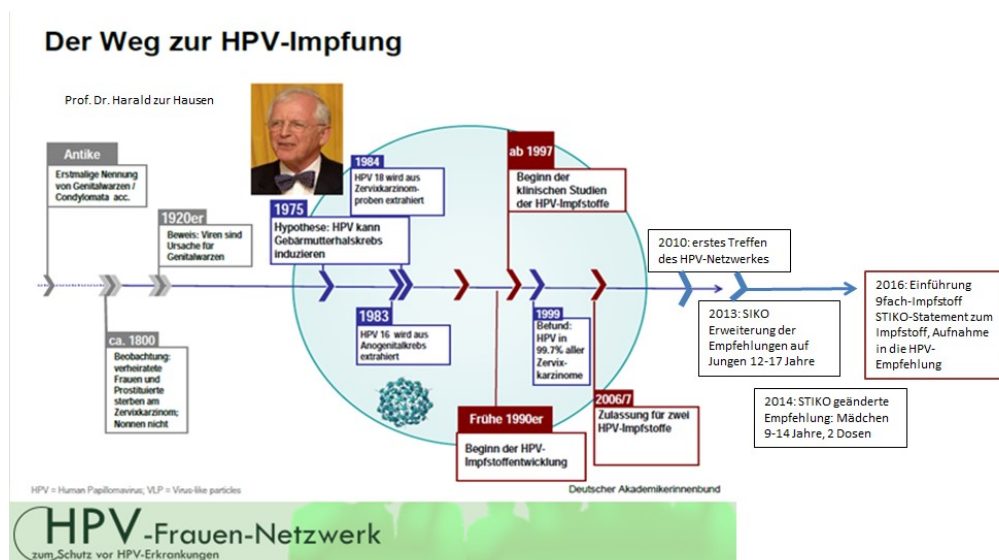 Der Weg zur HPV-Impfung
Prof. Dr. Harald zur Hausen
Antike
Erstmalige Nennung
von Genitalwarzen /
Condylomata acc.
ca. 1800
Beobachtung:
verheiratete
Frauen und
Prostituierte
sterben am
Zervixkarzinom;
Nonnen nicht
1920er
Beweis: Viren sind
Ursache für
Genitalwarzen
1975
Hypothese: HPV kann
Gebärmutterhalskrebs
induzieren
1983
HPV 16 wird aus
Anogenitalkrebs
extrahiert
1984
HPV 18 wird aus
Zervixkarzinom-
proben extrahiert
Frühe 1990er
Beginn der HPV-
Impfstoffentwicklung
ab 1997
Beginn der
klinischen Studien
der HPV-Impfstoffe
1999
Befund:
HPV in
99.7% aller
Zervix-
karzinome
2006/7
Zulassung für zwei
HPV-Impfstoffe
2010: erstes Treffen
des HPV-Netzwerkes
2013: SIKO
Erweiterung der
Empfehlungen auf
Jungen 12-17 Jahre
2014: STIKO geänderte
Empfehlung: Mädchen
9-14 Jahre, 2 Dosen
2016: Einführung
9fach-Impfstoff
STIKO-Statement zum
Impfstoff, Aufnahme
in die HPV-
Empfehlung
HPV = Human Papillomavirus; VLP = Virus-like particles
Deutscher Akademikerinnenbund
HPV-Frauen-Netzwerk
zum Schutz vor HPV-Erkrankungen